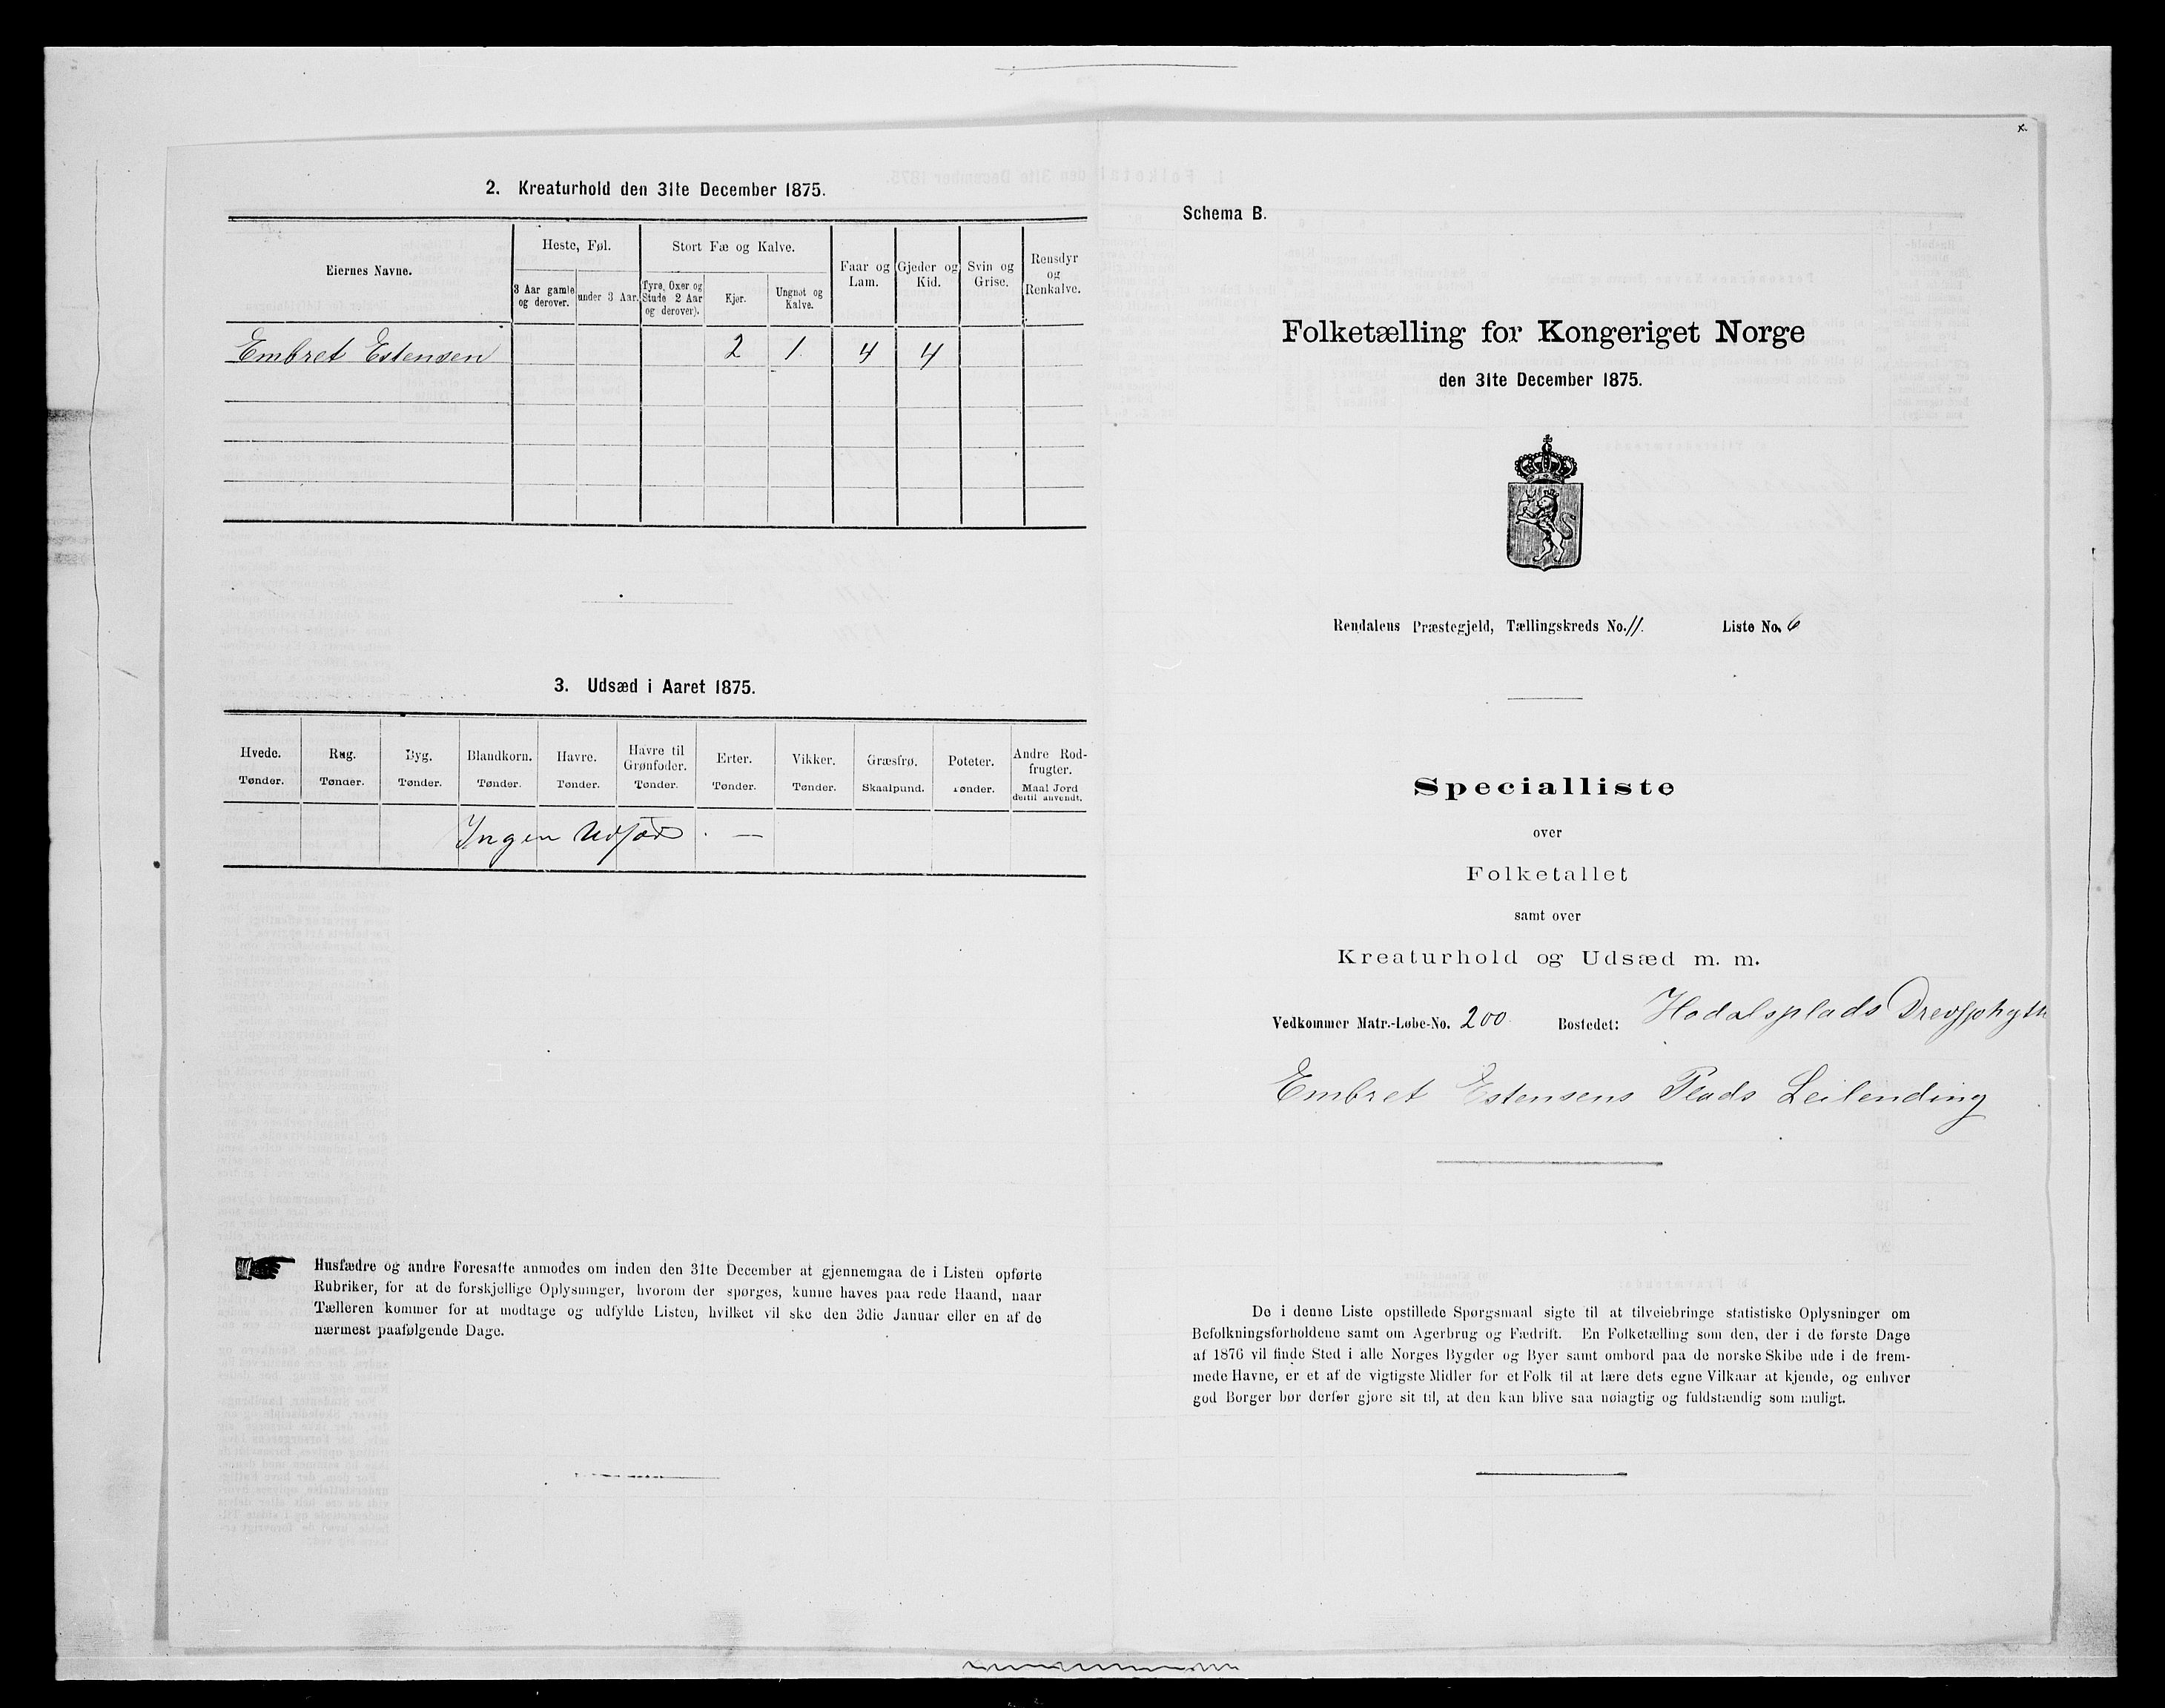 2. Kreaturhold den 31te December 1875.
Eiernes Navne.
Heste, Føl.
Stort Fæ og Kalve.
Faar og Lam.
Gjeder og Kid.
Svin og Grise.
Rensdyr og Renkalve.
3 Aar gamle og derover.
under 3 Aar.
Tyre, Oxer og Stude 2 Aar og derover).
Kjør.
Ungnøt og Kalve.
Embret Estensen 2 1. 4 4
3. Udsæd i Aaret 1875.
Hvede. Rug. Byg. Blandkorn. Havre. Havre til Grønfoder. Erter. Vikker. Græsfrø. Poteter. Andre Rodfrugter.
Tønder. Tønder. Tønder. Tønder. Tønder. Tønder. Tønder. Tønder. Skaalpund. Tønder. Maal Jord dertil anvendt.
Ingen Udsæd . —
Husfædre og andre Foresatte anmodes om inden den 31te December at gjennemgaa de i Listen opførte
Rubriker, for at de forskjellige Oplysninger, hvorom der spørges, kunne haves paa rede Haand, naar
Tælleren kommer for at modtage og udfylde Listen, hvilket vil ske den 3die Januar eller en af de
nærmest paafølgende Dage.
Schema B.
Folketælling for Kongeriget Norge
den 31te December 1875.
Rendalens Præstegjeld, Tællingskreds No. 11. Liste No. 6
Specialliste
over
Folketallet
samt over
Kreaturhold og Udsæd m. m.
Vedkommer Matr.-Løbe-No. 200 Bostedet: Hodalsplads
Embret Estensens Plads Leilending
De i denne Liste opstillede Spørgsmaal sigte til at tilveiebringe statistiske Oplysninger om
Befolkningsforholdene samt om Agerbrug og Fædrift. En Folketælling som den, der i de første Dage
af 1876 vil finde Sted i alle Norges Bygder og Byer samt ombord paa de norske Skibe ude i de frem-
mede Havne, er et af de vigtigste Midler for et Folk til at lære dets egne Vilkaar at kjende, og enhver
god Borger bør derfor gjøre sit til, at den kan blive saa nøiagtig og fuldstændig som muligt.